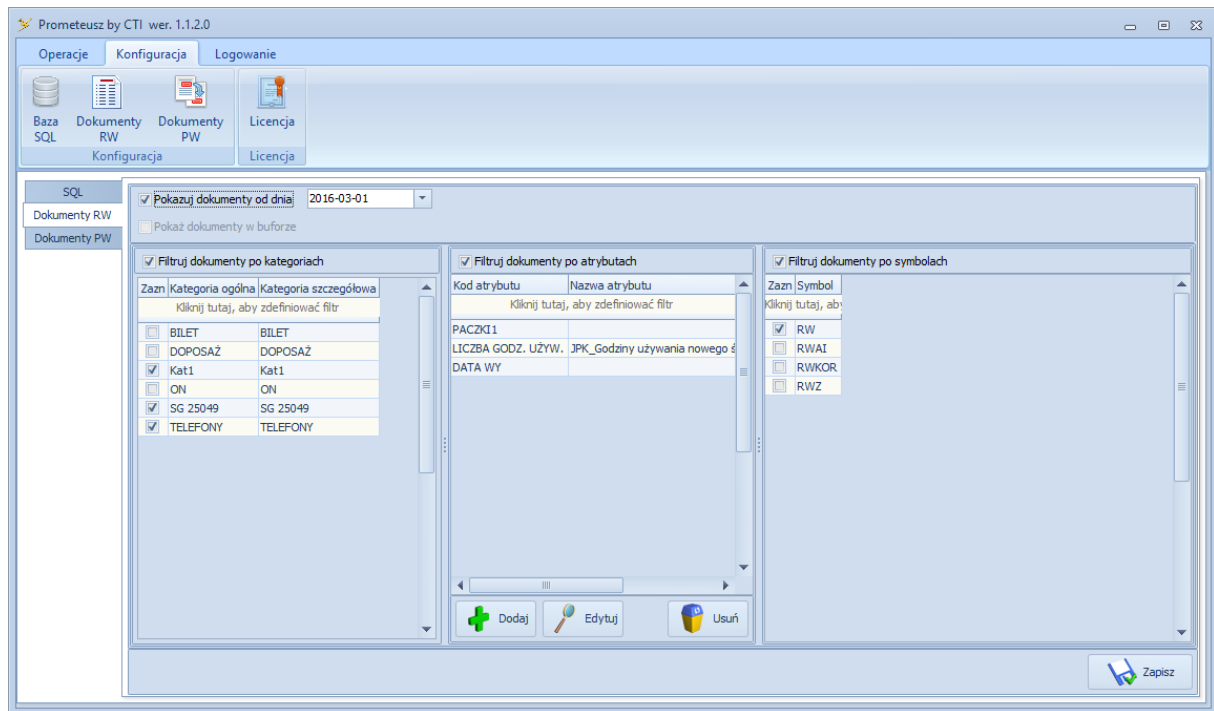 Prometeusz by CTI wer. 1.1.2.0
Operacje Konfiguracja Logowanie
Baza SQL Dokumenty RW Dokumenty PW Licencja
Konfiguracja Licencja
SQL
Dokumenty RW
Dokumenty PW
Pokazuj dokumenty od dnia 2016-03-01
Pokaż dokumenty w buforze
Filtruj dokumenty po kategoriach
Zazn Kategoria ogólna Kategoria szczegółowa
Kliknij tutaj, aby zdefiniować filtr
BILET BILET
DOPOSAŻ DOPOSAŻ
Kat1 Kat1
ON ON
SG 25049 SG 25049
TELEFONY TELEFONY
Filtruj dokumenty po atrybutach
Kod atrybutu Nazwa atrybutu
Kliknij tutaj, aby zdefiniować filtr
PACZKI1
LICZBA GODZ. UŻYW. JPK_Godziny używania nowego ś
DATA WY
Dodaj Edytuj Usuń
Filtruj dokumenty po symbolach
Zazn Symbol
Kliknij tutaj, aby
RW
RWAI
RWKOR
RWZ
Zapisz